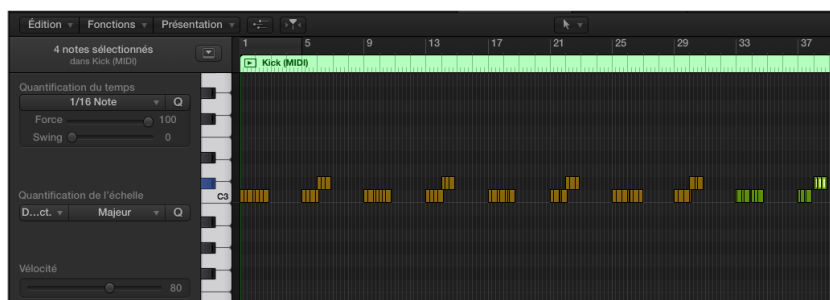 Édition Fonctions Présentation
4 notes sélectionnés
dans Kick (MIDI)
1 5 9 13 17 21 25 29 33 37
Kick (MIDI)
Quantification du temps
1/16 Note Q
Force 100
Swing 0
C3
Quantification de l'échelle
D...ct. Majeur Q
Vélocité
80